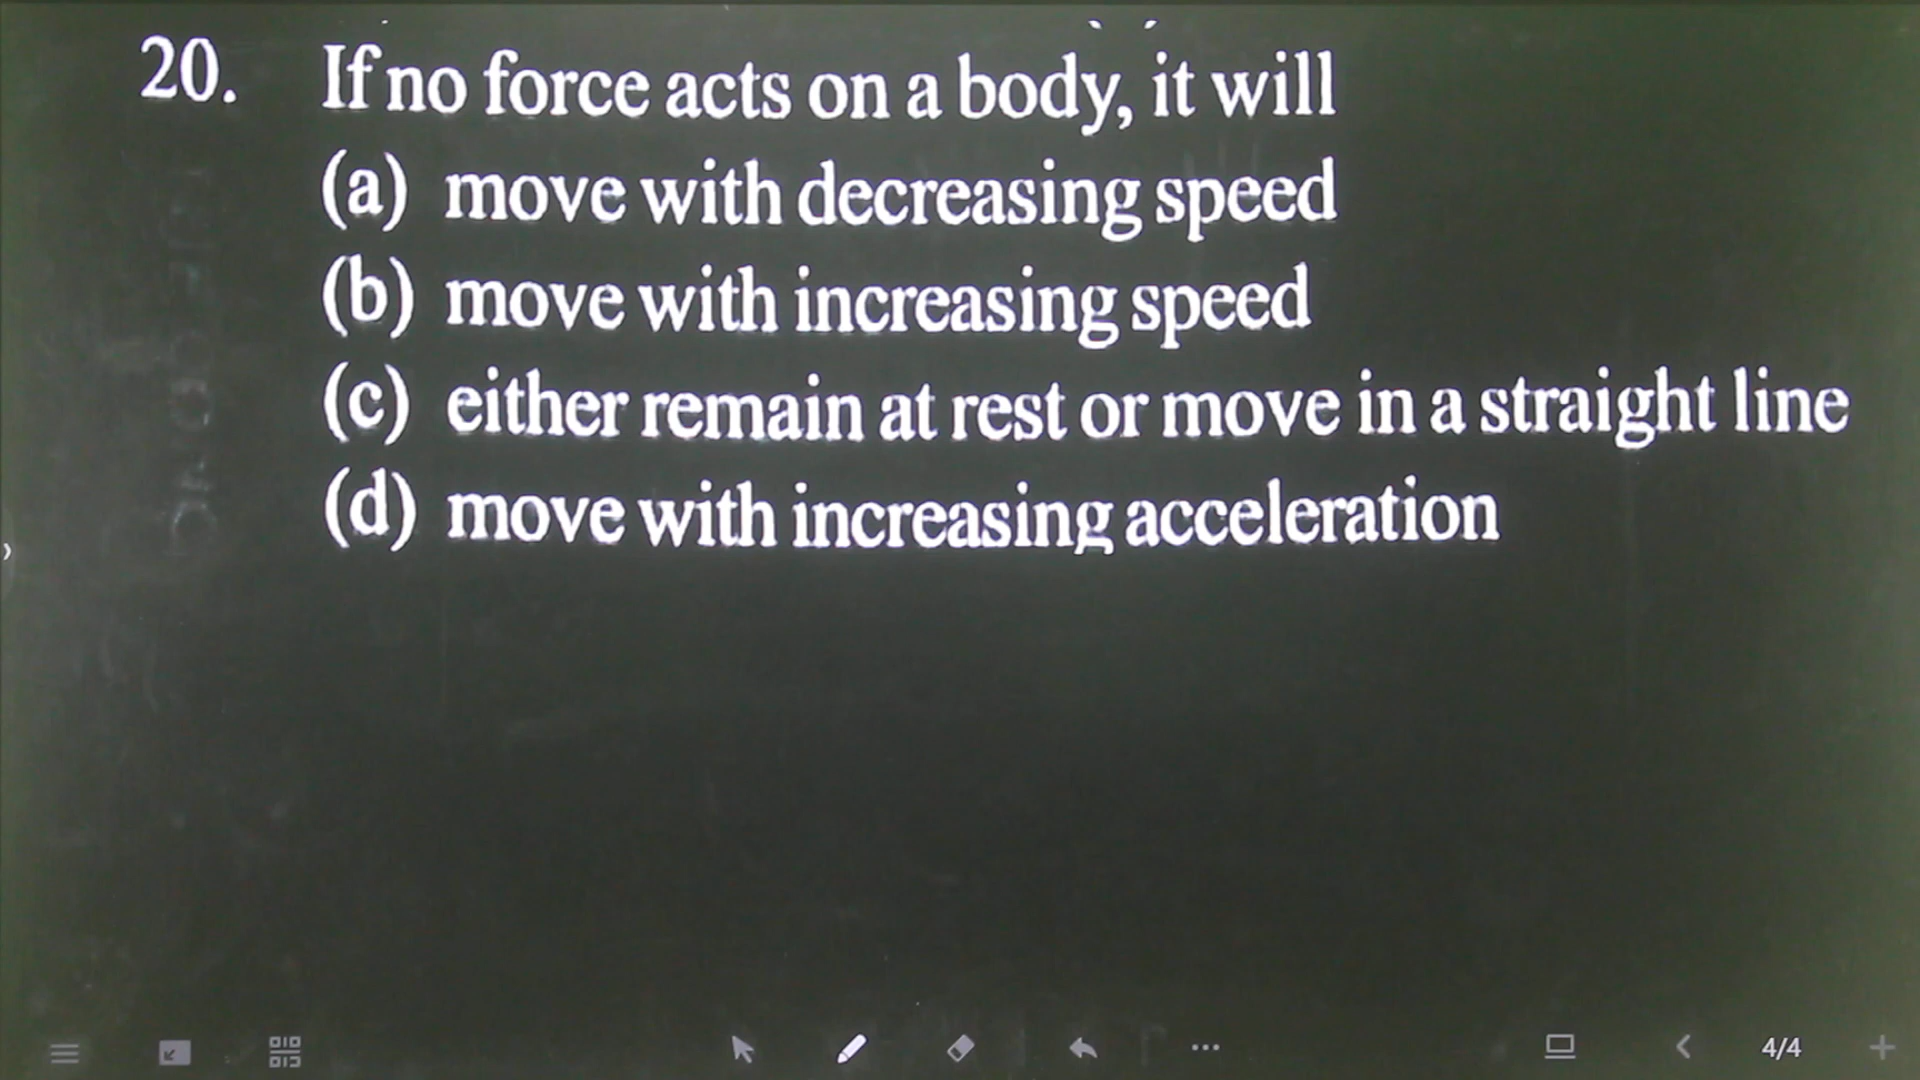 20. If no force acts on a body, it will
(a) move with decreasing speed
(b) move with increasing speed
(c) either remain at rest or move in a straight line
(d) move with increasing acceleration
4/4